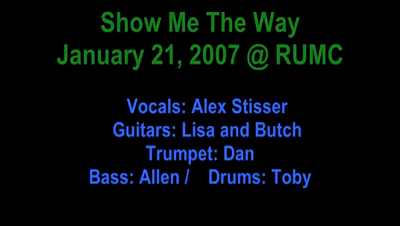 Show Me The Way
January 21, 2007 @ RUMC
Vocals: Alex Stisser
Guitars: Lisa and Butch
Trumpet: Dan
Bass: Allen / Drums: Toby